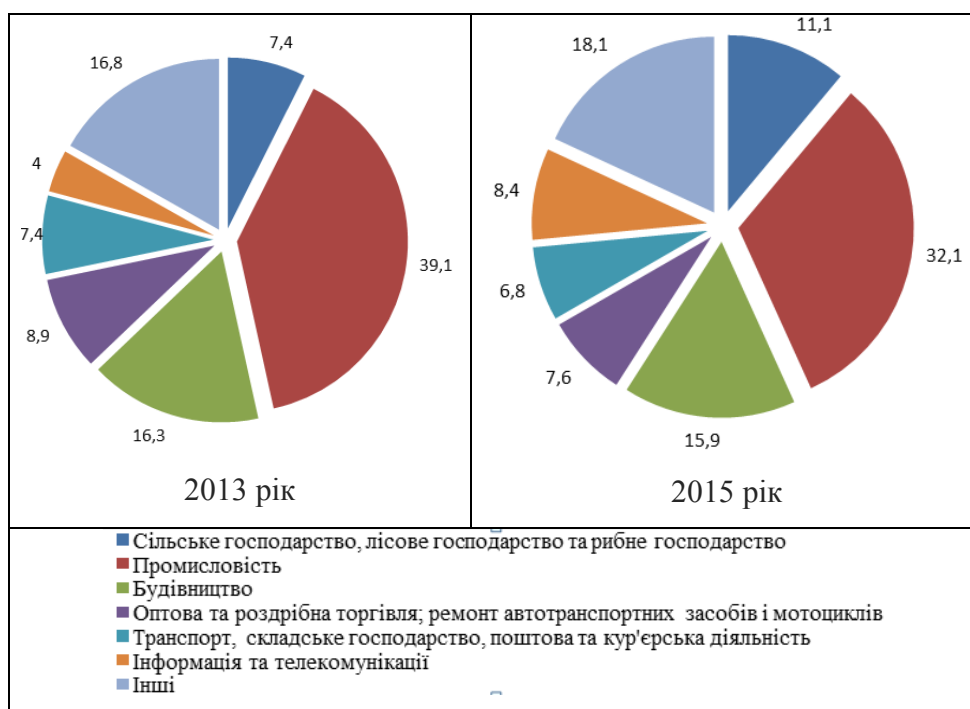 7,4
39,1
16,3
8,9
7,4
4
16,8
2013 рік
11,1
32,1
15,9
7,6
6,8
8,4
18,1
2015 рік
Сільське господарство, лісове господарство та рибне господарство
Промисловість
Будівництво
Оптова та роздрібна торгівля; ремонт автотранспортних засобів і мотоциклів
Транспорт, складське господарство, поштова та кур'єрська діяльність
Інформація та телекомунікації
Інші